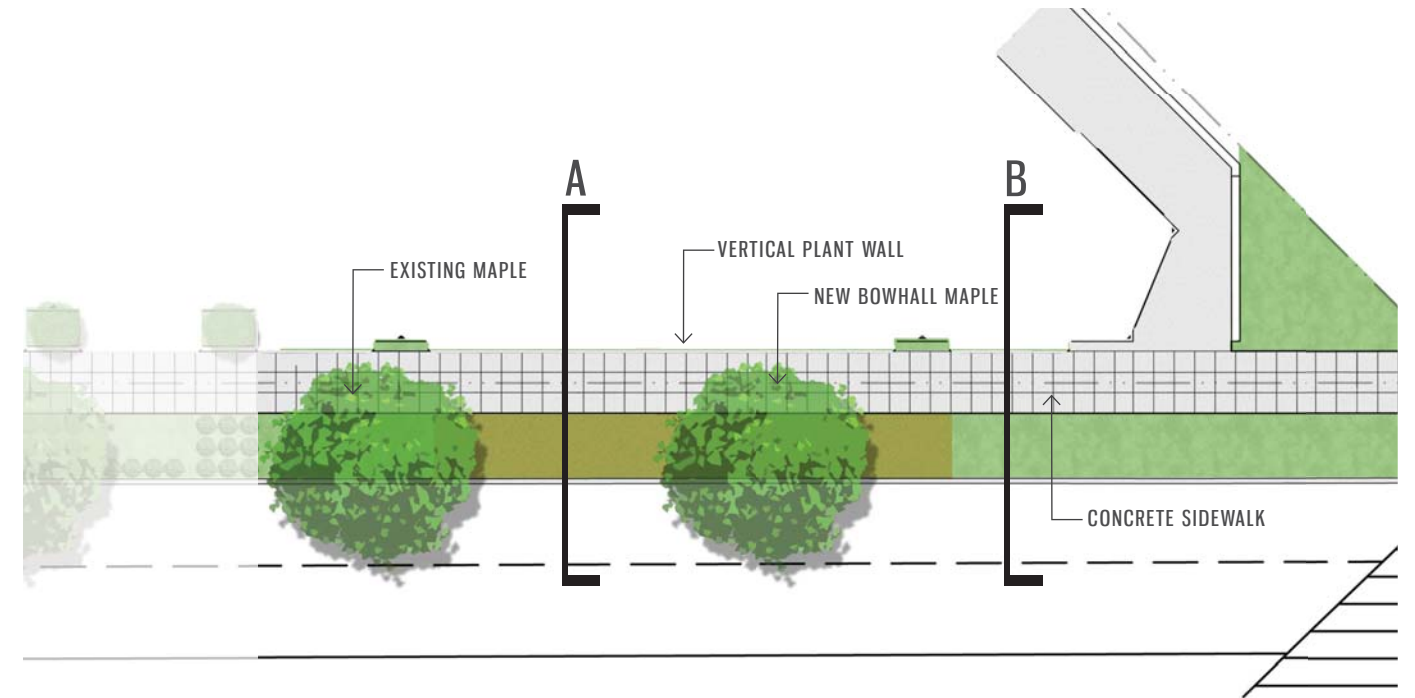 A
B
VERTICAL PLANT WALL
EXISTING MAPLE
NEW BOWHALL MAPLE
CONCRETE SIDEWALK